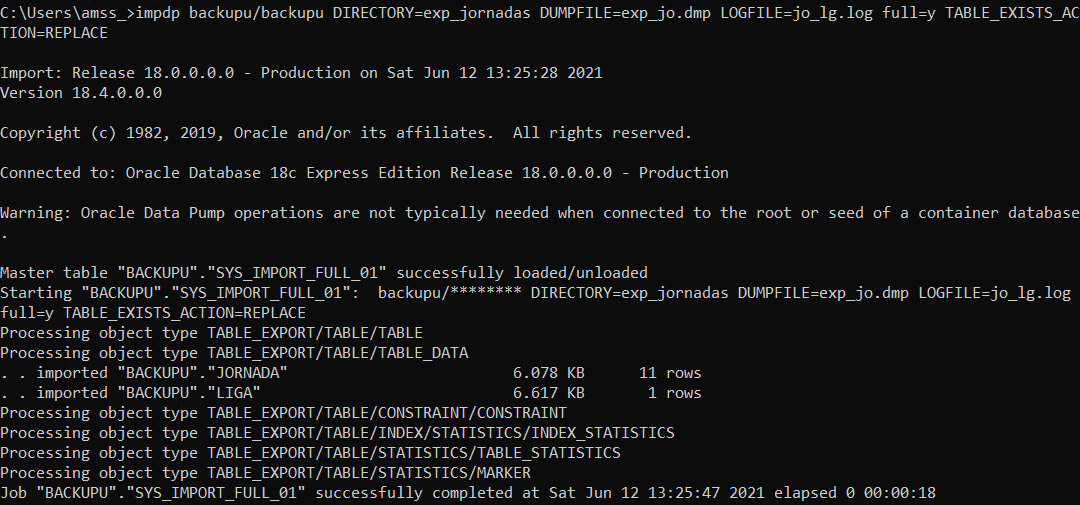 C:\Users\amss_>impdp backupu/backupu DIRECTORY=exp_jornadas DUMPFILE=exp_jo.dmp LOGFILE=jo_lg.log full=y TABLE_EXISTS_AC
TION=REPLACE
Import: Release 18.0.0.0.0 - Production on Sat Jun 12 13:25:28 2021
Version 18.4.0.0.0
Copyright (c) 1982, 2019, Oracle and/or its affiliates.  All rights reserved.
Connected to: Oracle Database 18c Express Edition Release 18.0.0.0.0 - Production
Warning: Oracle Data Pump operations are not typically needed when connected to the root or seed of a container database
.
Master table "BACKUPU"."SYS_IMPORT_FULL_01" successfully loaded/unloaded
Starting "BACKUPU"."SYS_IMPORT_FULL_01":  backupu/******** DIRECTORY=exp_jornadas DUMPFILE=exp_jo.dmp LOGFILE=jo_lg.log
full=y TABLE_EXISTS_ACTION=REPLACE
Processing object type TABLE_EXPORT/TABLE/TABLE
Processing object type TABLE_EXPORT/TABLE/TABLE_DATA
. . imported "BACKUPU"."JORNADA"                         6.078 KB      11 rows
. . imported "BACKUPU"."LIGA"                            6.617 KB       1 rows
Processing object type TABLE_EXPORT/TABLE/CONSTRAINT/CONSTRAINT
Processing object type TABLE_EXPORT/TABLE/INDEX/STATISTICS/INDEX_STATISTICS
Processing object type TABLE_EXPORT/TABLE/STATISTICS/TABLE_STATISTICS
Processing object type TABLE_EXPORT/TABLE/STATISTICS/MARKER
Job "BACKUPU"."SYS_IMPORT_FULL_01" successfully completed at Sat Jun 12 13:25:47 2021 elapsed 0 00:00:18